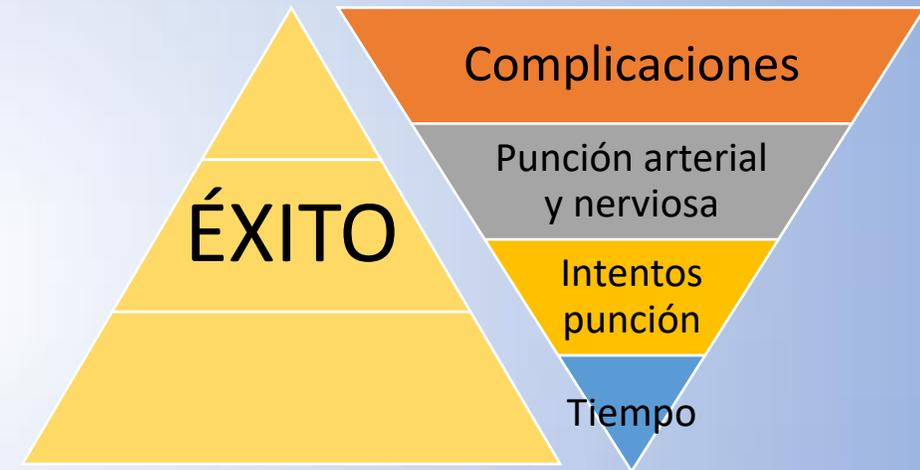 ÉXITO
Complicaciones
Punción arterial
y nerviosa
Intentos
punción
Tiempo